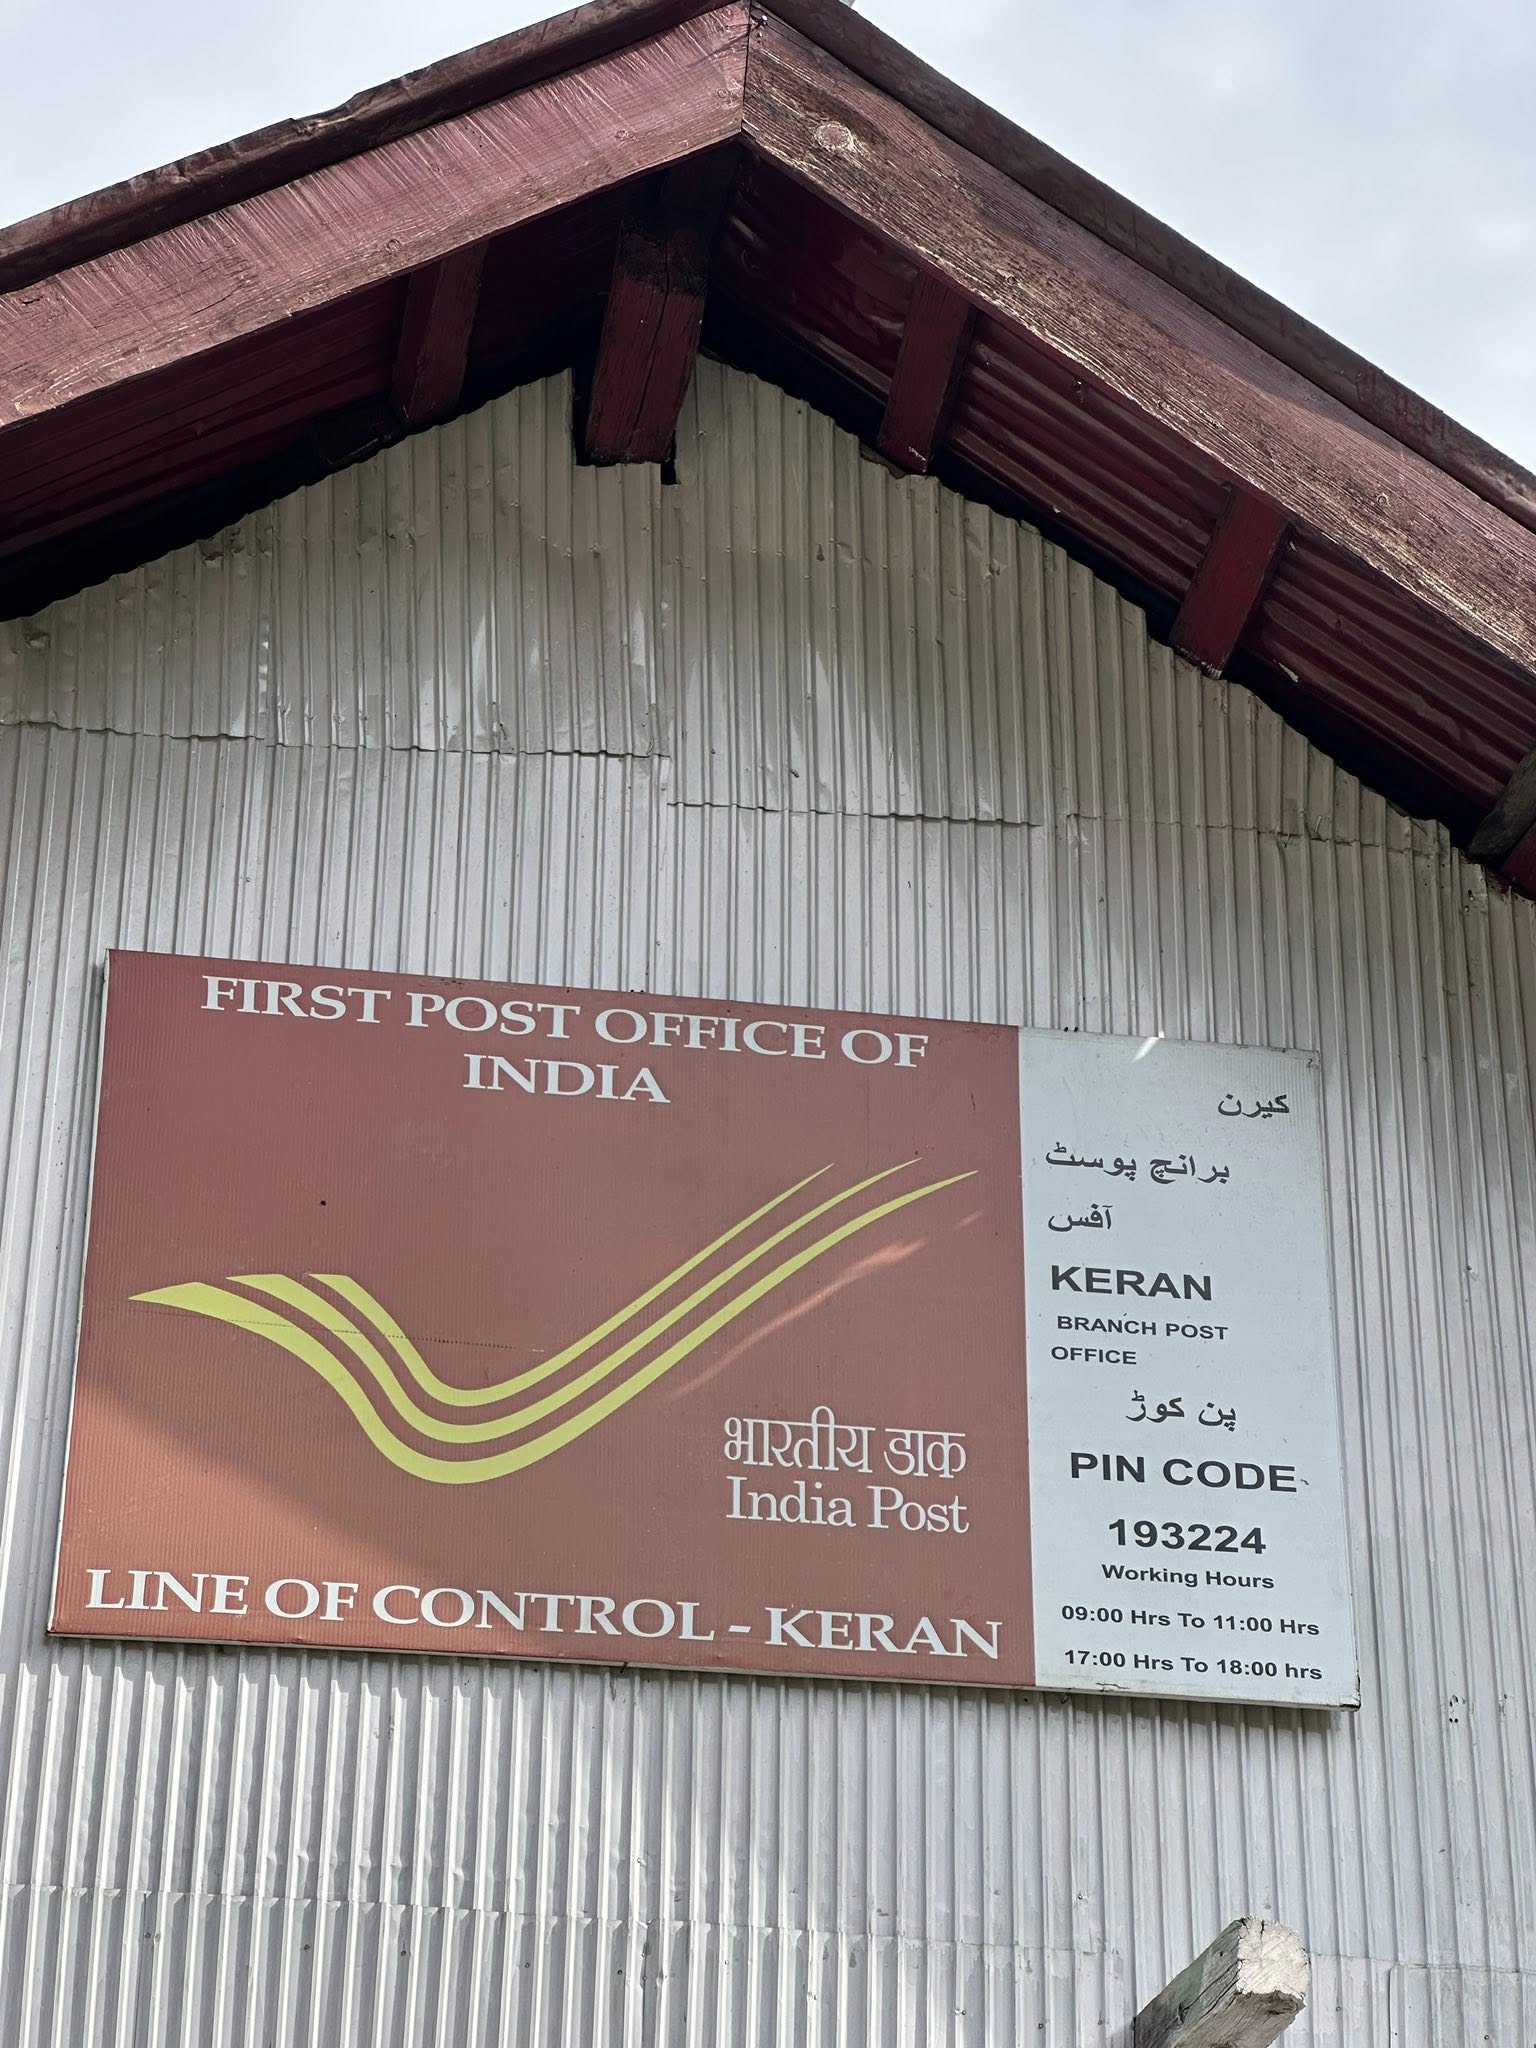 FIRST POST OFFICE OF
INDIA
भारतीय डाक
India Post
LINE OF CONTROL - KERAN
کیرن
برانچ پوسٹ
آفس
KERAN
BRANCH POST
OFFICE
پن کوڑ
PIN CODE
193224
Working Hours
09:00 Hrs To 11:00 Hrs
17:00 Hrs To 18:00 hrs